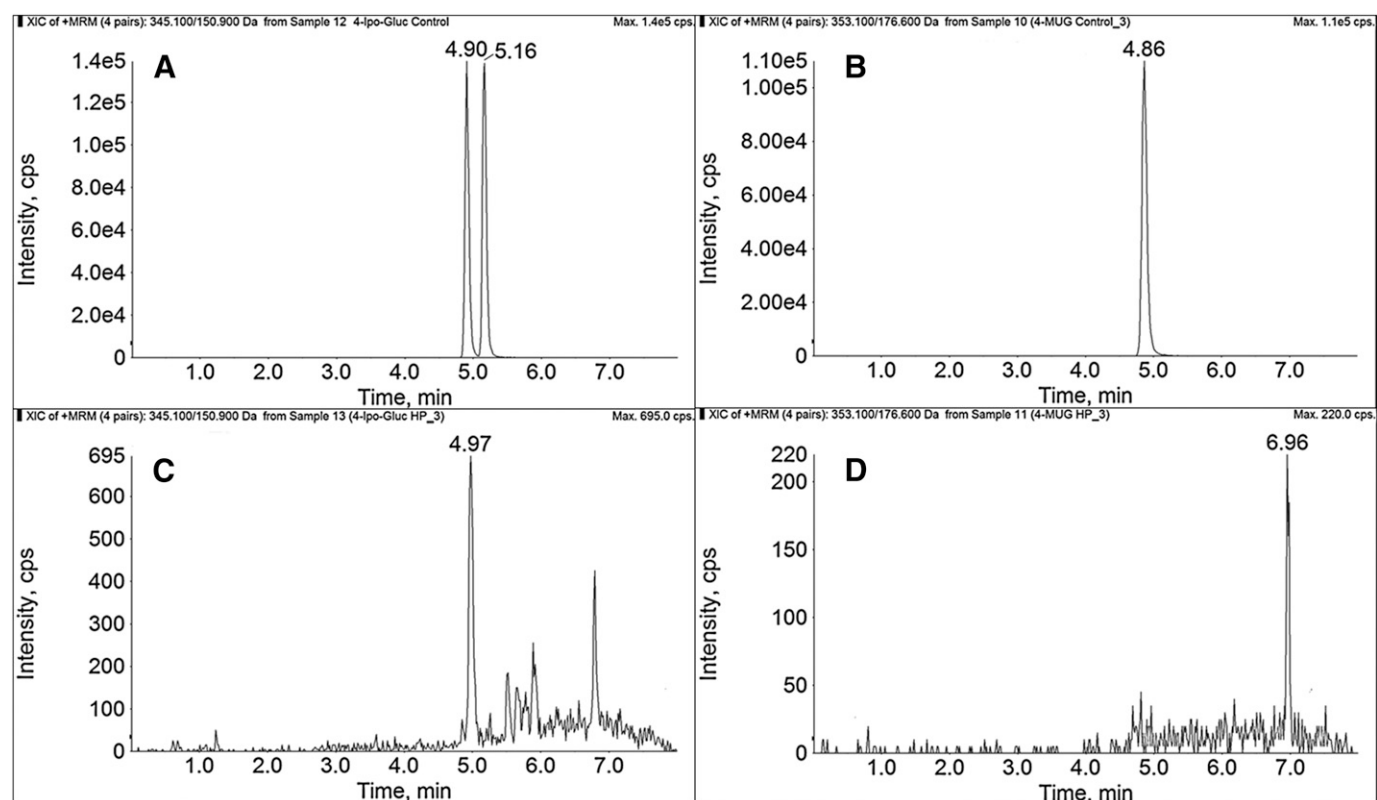 XIC of +MRM (4 pairs): 345.100/150.900 Da from Sample 12 4-Ipo-Gluc Control Max. 1.4e5 cps.
A
4.90 5.16
1.4e5
1.2e5
1.0e5
8.0e4
6.0e4
4.0e4
2.0e4
0
Intensity, cps
1.0 2.0 3.0 4.0 5.0 6.0 7.0
Time, min
XIC of +MRM (4 pairs): 353.100/176.600 Da from Sample 10 (4-MUG Control_3) Max. 1.1e5 cps.
B
4.86
1.10e5
1.00e5
8.00e4
6.00e4
4.00e4
2.00e4
0
Intensity, cps
1.0 2.0 3.0 4.0 5.0 6.0 7.0
Time, min
XIC of +MRM (4 pairs): 345.100/150.900 Da from Sample 13 (4-Ipo-Gluc HP_3) Max. 695.0 cps.
C
4.97
695
600
500
400
300
200
100
0
Intensity, cps
1.0 2.0 3.0 4.0 5.0 6.0 7.0
Time, min
XIC of +MRM (4 pairs): 353.100/176.600 Da from Sample 11 (4-MUG HP_3) Max. 220.0 cps.
D
6.96
220
200
150
100
50
0
Intensity, cps
1.0 2.0 3.0 4.0 5.0 6.0 7.0
Time, min